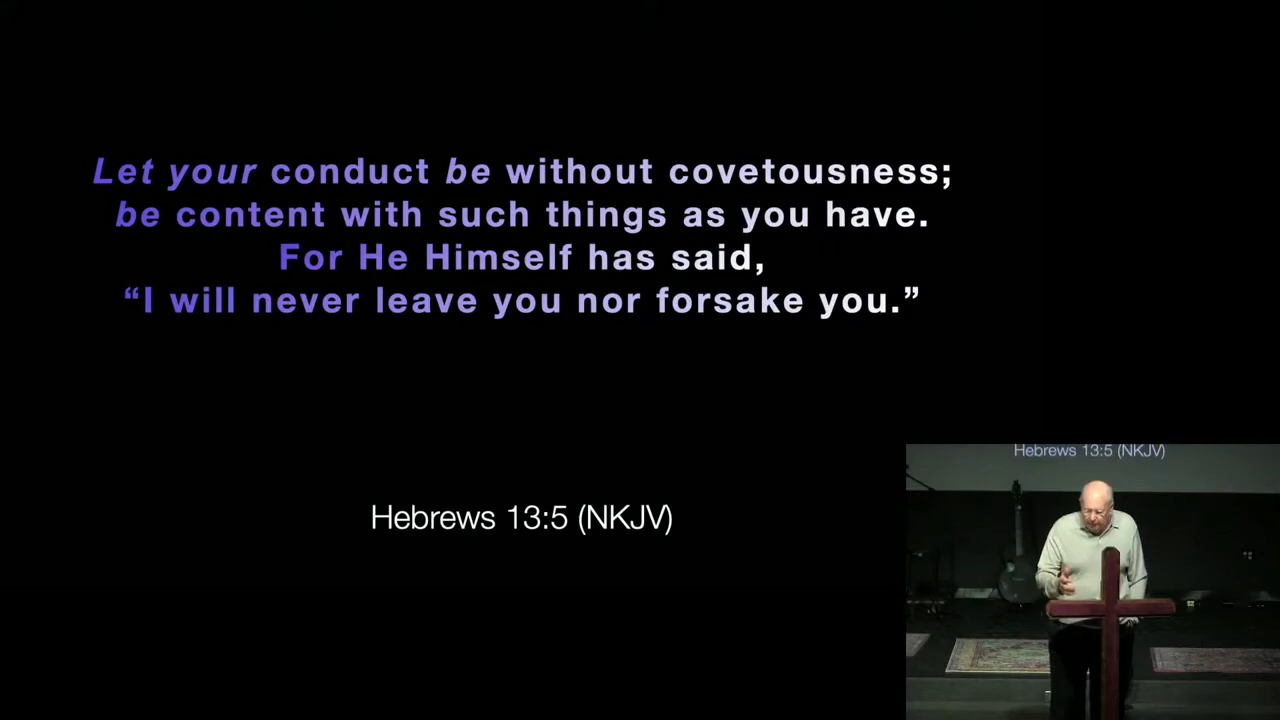 Let your conduct be without covetousness;
be content with such things as you have.
For He Himself has said,
“I will never leave you nor forsake you.”
Hebrews 13:5 (NKJV)
Hebrews 13:5 (NKJV)